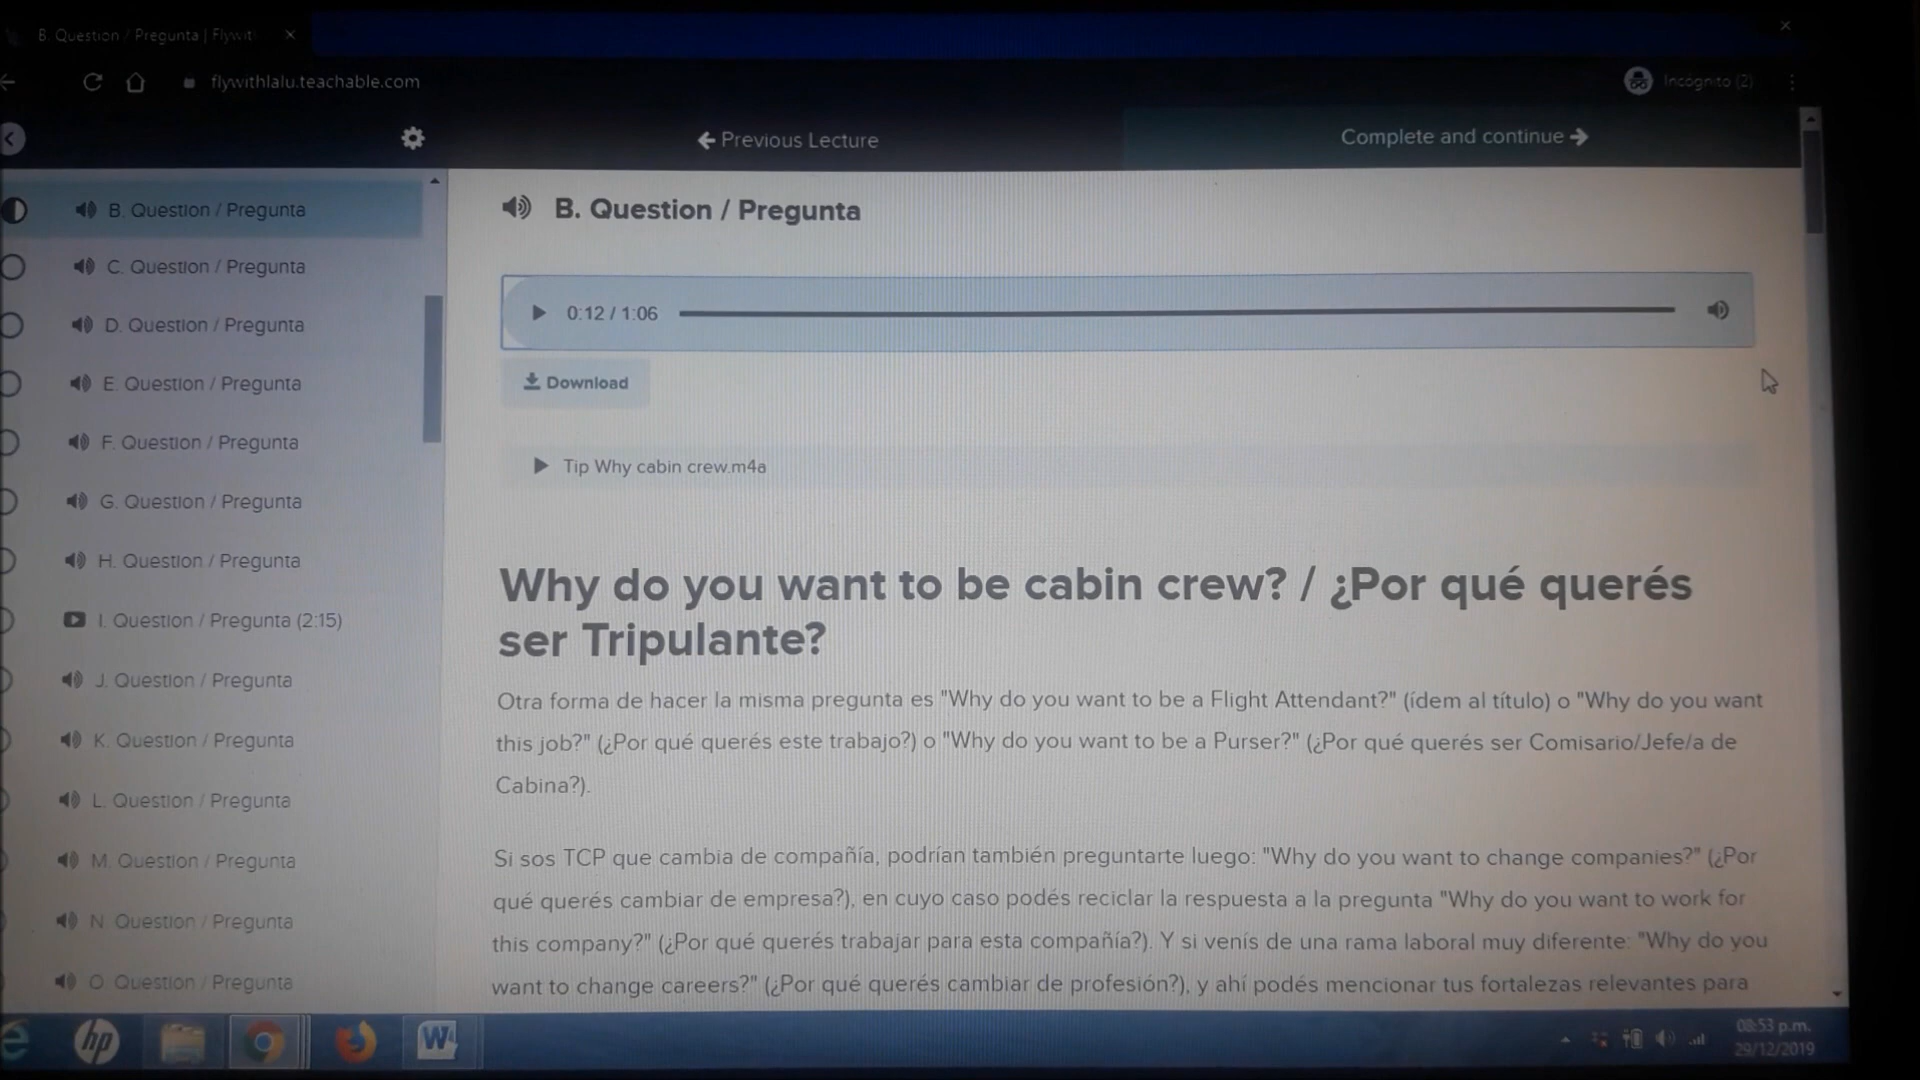 B. Question / Pregunta | Flywit
flywithlalu.teachable.com
Incognito (2)
Previous Lecture
Complete and continue
B. Question / Pregunta
C. Question / Pregunta
D. Question / Pregunta
E. Question / Pregunta
F. Question / Pregunta
G. Question / Pregunta
H. Question / Pregunta
I. Question / Pregunta (2:15)
J. Question / Pregunta
K. Question / Pregunta
L. Question / Pregunta
M. Question / Pregunta
N. Question / Pregunta
O Question / Pregunta
B. Question / Pregunta
0:12 / 1:06
Download
Tip Why cabin crew.m4a
Why do you want to be cabin crew? / ¿Por qué querés
ser Tripulante?
Otra forma de hacer la misma pregunta es "Why do you want to be a Flight Attendant?" (ídem al título) o "Why do you want
this job?" (¿Por qué querés este trabajo?) o "Why do you want to be a Purser?" (¿Por qué querés ser Comisario/Jefe/a de
Cabina?).
Si sos TCP que cambia de compañía, podrían también preguntarte luego: "Why do you want to change companies?" (¿Por
qué querés cambiar de empresa?), en cuyo caso podés reciclar la respuesta a la pregunta "Why do you want to work for
this company?" (¿Por qué querés trabajar para esta compañía?). Y si venís de una rama laboral muy diferente: "Why do you
want to change careers?" (¿Por qué querés cambiar de profesión?), y ahí podés mencionar tus fortalezas relevantes para
hp
W
08:53 p.m.
29/12/2019